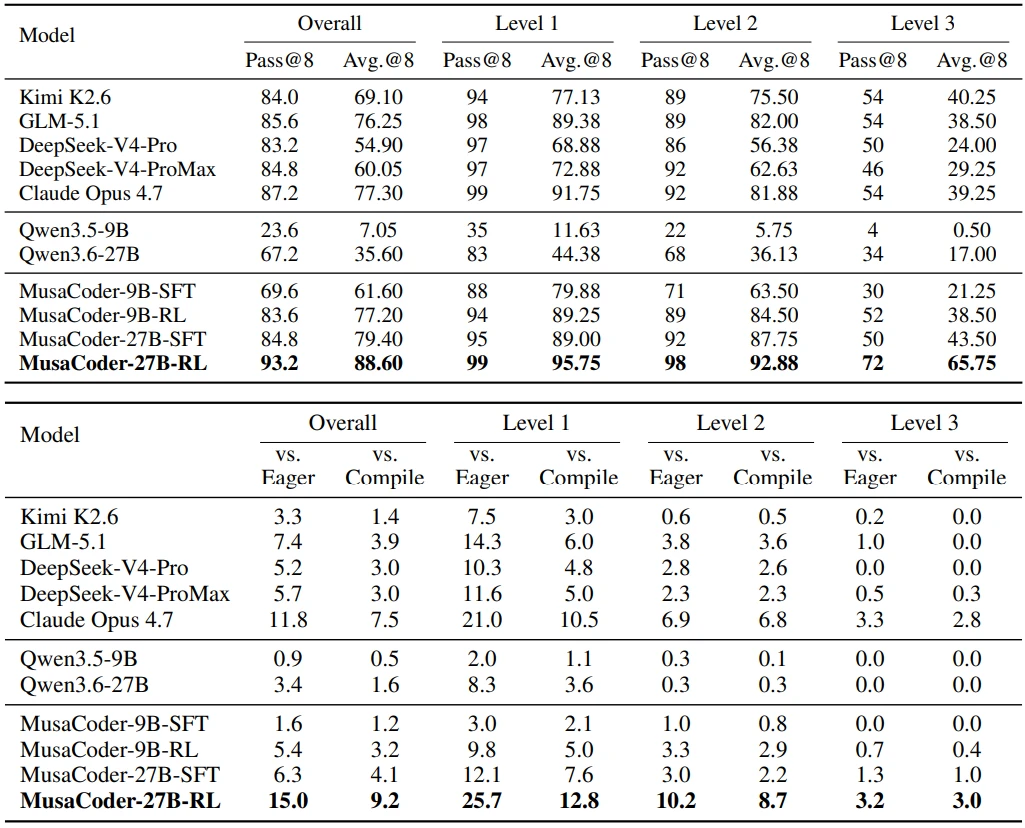 Model Overall Level 1 Level 2 Level 3
Pass@8 Avg.@8 Pass@8 Avg.@8 Pass@8 Avg.@8 Pass@8 Avg.@8
Kimi K2.6 84.0 69.10 94 77.13 89 75.50 54 40.25
GLM-5.1 85.6 76.25 98 89.38 89 82.00 54 38.50
DeepSeek-V4-Pro 83.2 54.90 97 68.88 86 56.38 50 24.00
DeepSeek-V4-ProMax 84.8 60.05 97 72.88 92 62.63 46 29.25
Claude Opus 4.7 87.2 77.30 99 91.75 92 81.88 54 39.25
Qwen3.5-9B 23.6 7.05 35 11.63 22 5.75 4 0.50
Qwen3.6-27B 67.2 35.60 83 44.38 68 36.13 34 17.00
MusaCoder-9B-SFT 69.6 61.60 88 79.88 71 63.50 30 21.25
MusaCoder-9B-RL 83.6 77.20 94 89.25 89 84.50 52 38.50
MusaCoder-27B-SFT 84.8 79.40 95 89.00 92 87.75 50 43.50
MusaCoder-27B-RL 93.2 88.60 99 95.75 98 92.88 72 65.75
Model Overall Level 1 Level 2 Level 3
vs. vs. vs. vs. vs. vs. vs. vs.
Eager Compile Eager Compile Eager Compile Eager Compile
Kimi K2.6 3.3 1.4 7.5 3.0 0.6 0.5 0.2 0.0
GLM-5.1 7.4 3.9 14.3 6.0 3.8 3.6 1.0 0.0
DeepSeek-V4-Pro 5.2 3.0 10.3 4.8 2.8 2.6 0.0 0.0
DeepSeek-V4-ProMax 5.7 3.0 11.6 5.0 2.3 2.3 0.5 0.3
Claude Opus 4.7 11.8 7.5 21.0 10.5 6.9 6.8 3.3 2.8
Qwen3.5-9B 0.9 0.5 2.0 1.1 0.3 0.1 0.0 0.0
Qwen3.6-27B 3.4 1.6 8.3 3.6 0.3 0.3 0.0 0.0
MusaCoder-9B-SFT 1.6 1.2 3.0 2.1 1.0 0.8 0.0 0.0
MusaCoder-9B-RL 5.4 3.2 9.8 5.0 3.3 2.9 0.7 0.4
MusaCoder-27B-SFT 6.3 4.1 12.1 7.6 3.0 2.2 1.3 1.0
MusaCoder-27B-RL 15.0 9.2 25.7 12.8 10.2 8.7 3.2 3.0